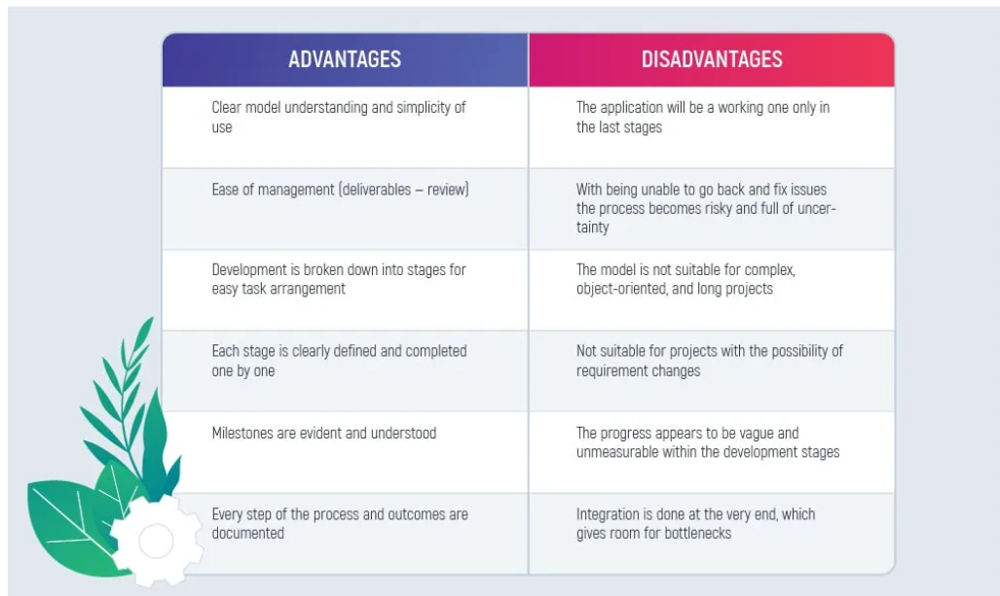 ADVANTAGES
DISADVANTAGES
Clear model understanding and simplicity of
use
The application will be a working one only in
the last stages
Ease of management (deliverables – review)
With being unable to go back and fix issues
the process becomes risky and full of uncer-
tainty
Development is broken down into stages for
easy task arrangement
The model is not suitable for complex,
object-oriented, and long projects
Each stage is clearly defined and completed
one by one
Not suitable for projects with the possibility of
requirement changes
Milestones are evident and understood
The progress appears to be vague and
unmeasurable within the development stages
Every step of the process and outcomes are
documented
Integration is done at the very end, which
gives room for bottlenecks